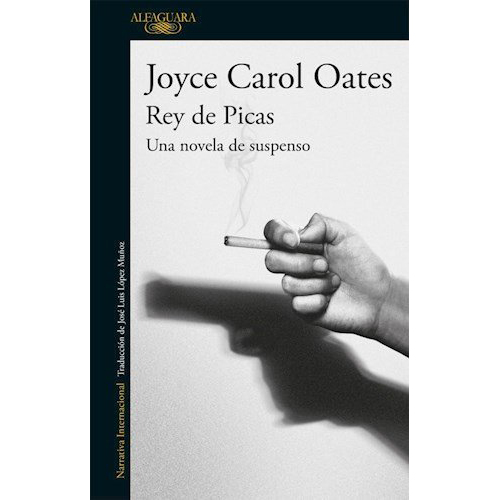 ALFAGUARA
Joyce Carol Oates
Rey de Picas
Una novela de suspenso
Narrativa Internacional Traducción de José Luis López Muñoz